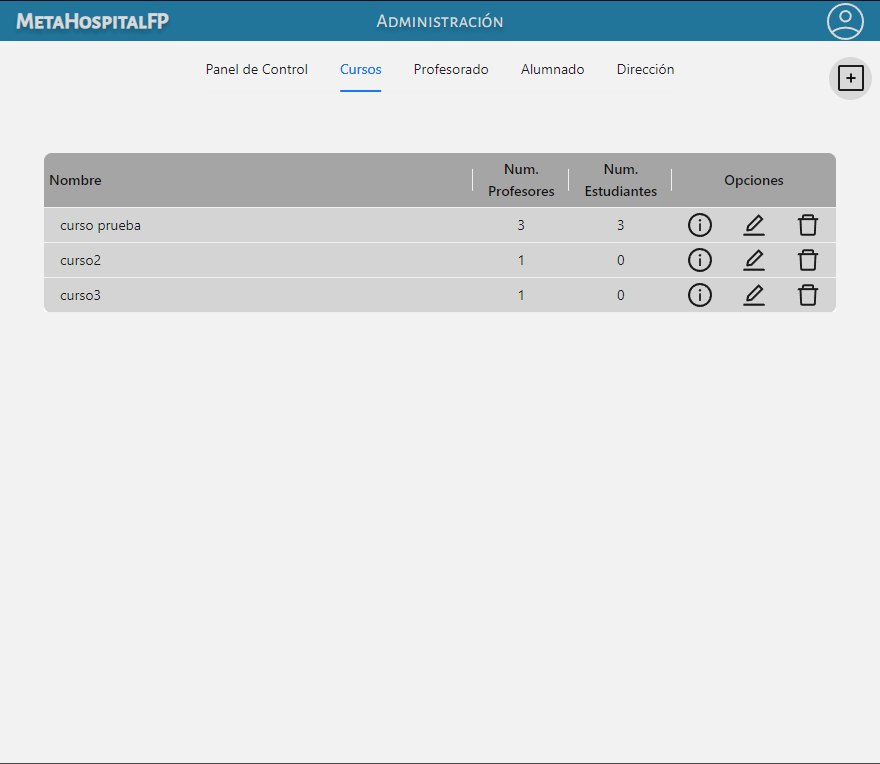 MetaHospitalFP Administración
Panel de Control Cursos Profesorado Alumnado Dirección
Nombre Num. Profesores Num. Estudiantes Opciones
curso prueba 3 3
curso2 1 0
curso3 1 0